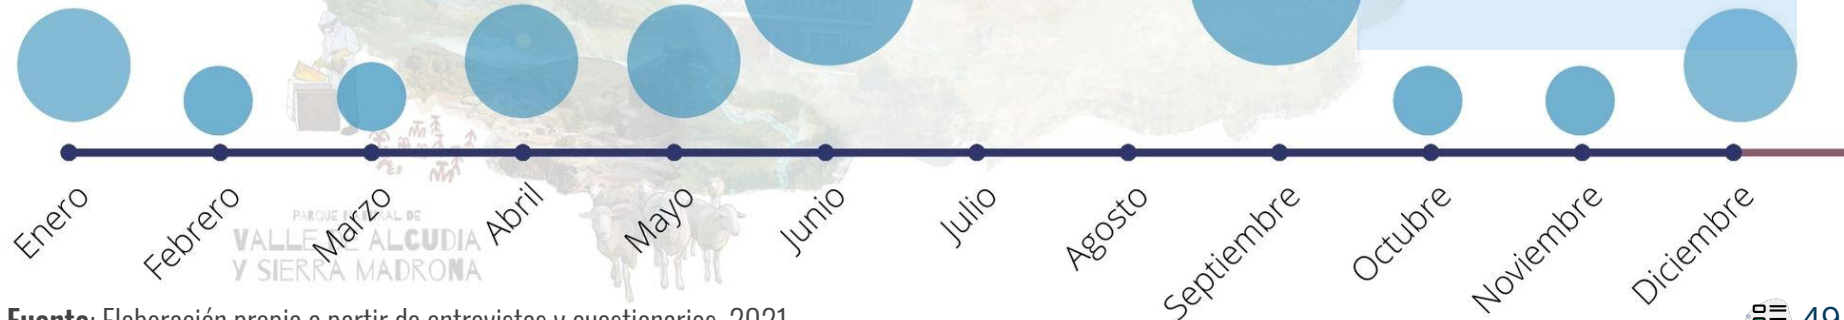 Enero
Febrero
Marzo
Abril
Mayo
Junio
Julio
Agosto
Septiembre
Octubre
Noviembre
Diciembre
PARQUE NATURAL DE
VALLE DE ALCUDIA
Y SIERRA MADRONA
Fuente: Elaboración propia a partir de entrevistas y cuestionarios, 2021
49